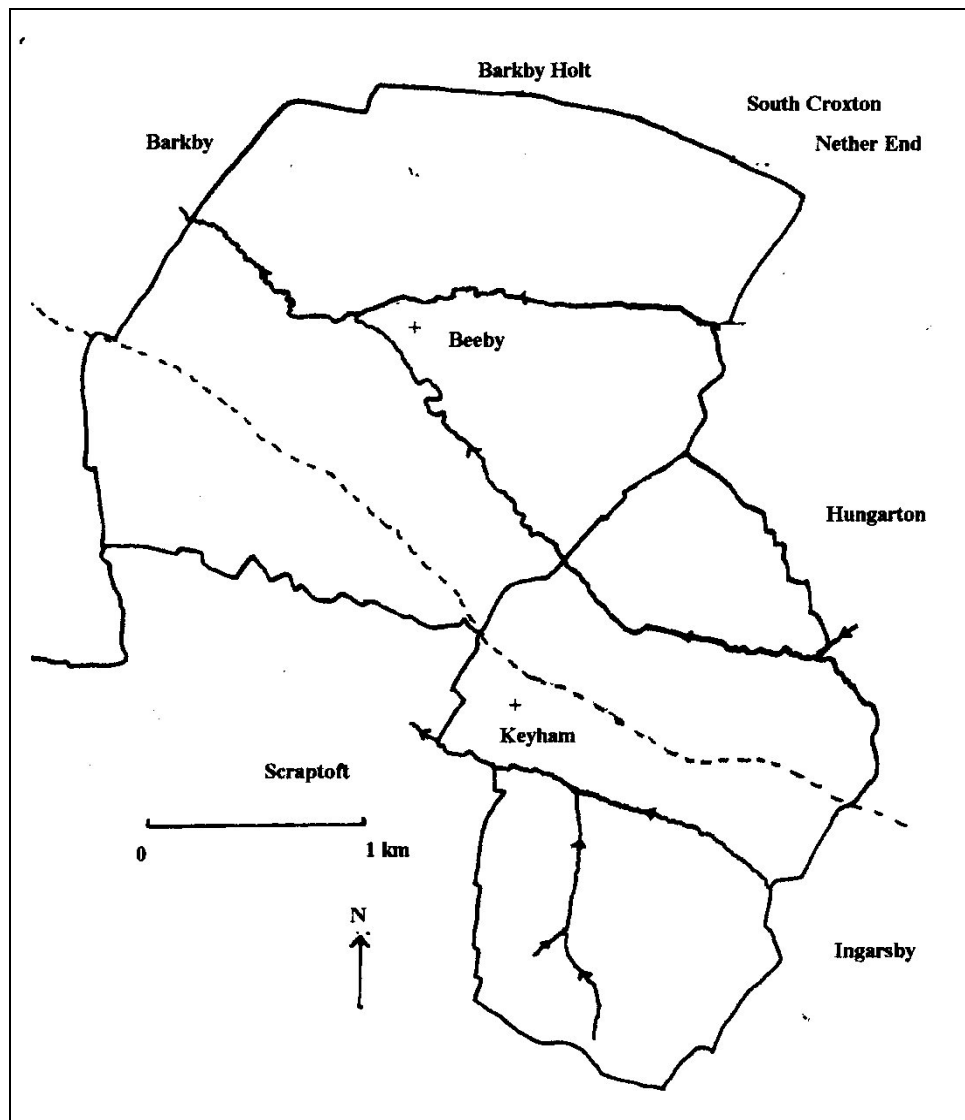 Barkby Holt
South Croxton
Nether End
Barkby
Beeby
Hungarton
Keyham
Scraptoft
0
1 km
N
Ingarsby